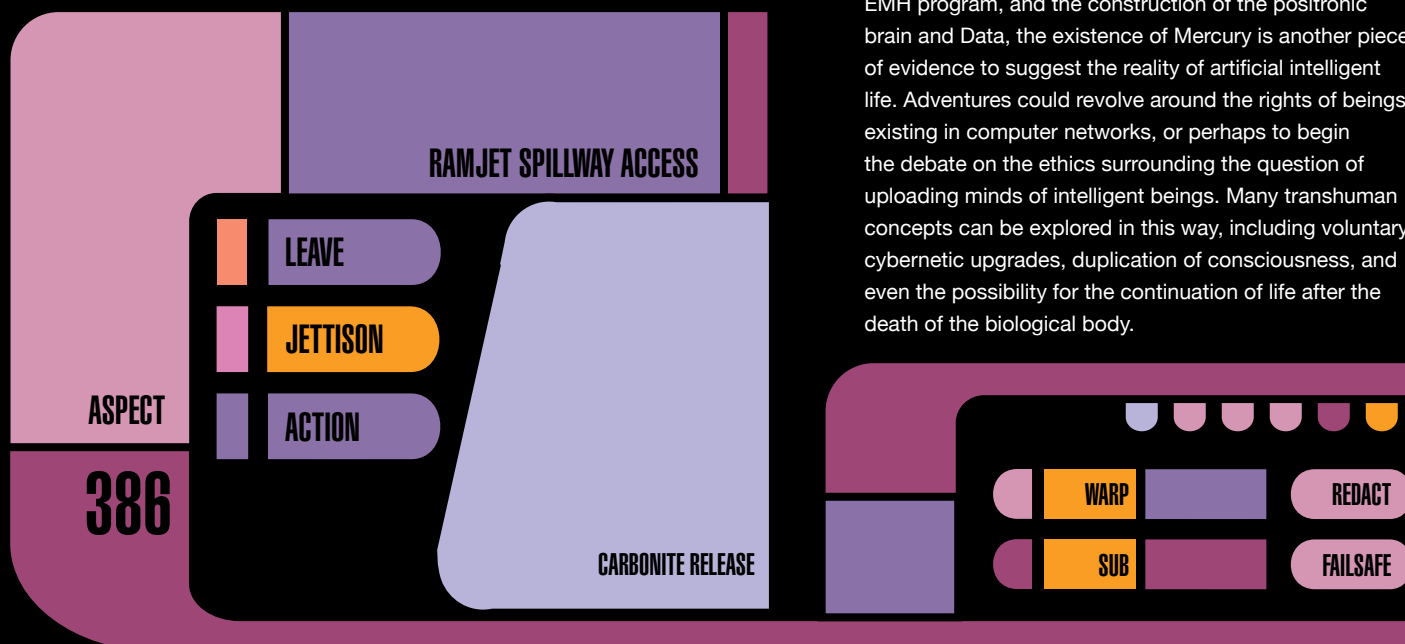 RAMJET SPILLWAY ACCESS
LEAVE
JETTISON
ACTION
ASPECT
386
CARBONITE RELEASE
EMH program, and the construction of the positronic
brain and Data, the existence of Mercury is another piece
of evidence to suggest the reality of artificial intelligent
life. Adventures could revolve around the rights of beings
existing in computer networks, or perhaps to begin
the debate on the ethics surrounding the question of
uploading minds of intelligent beings. Many transhuman
concepts can be explored in this way, including voluntary
cybernetic upgrades, duplication of consciousness, and
even the possibility for the continuation of life after the
death of the biological body.
WARP
REDACT
SUB
FAILSAFE